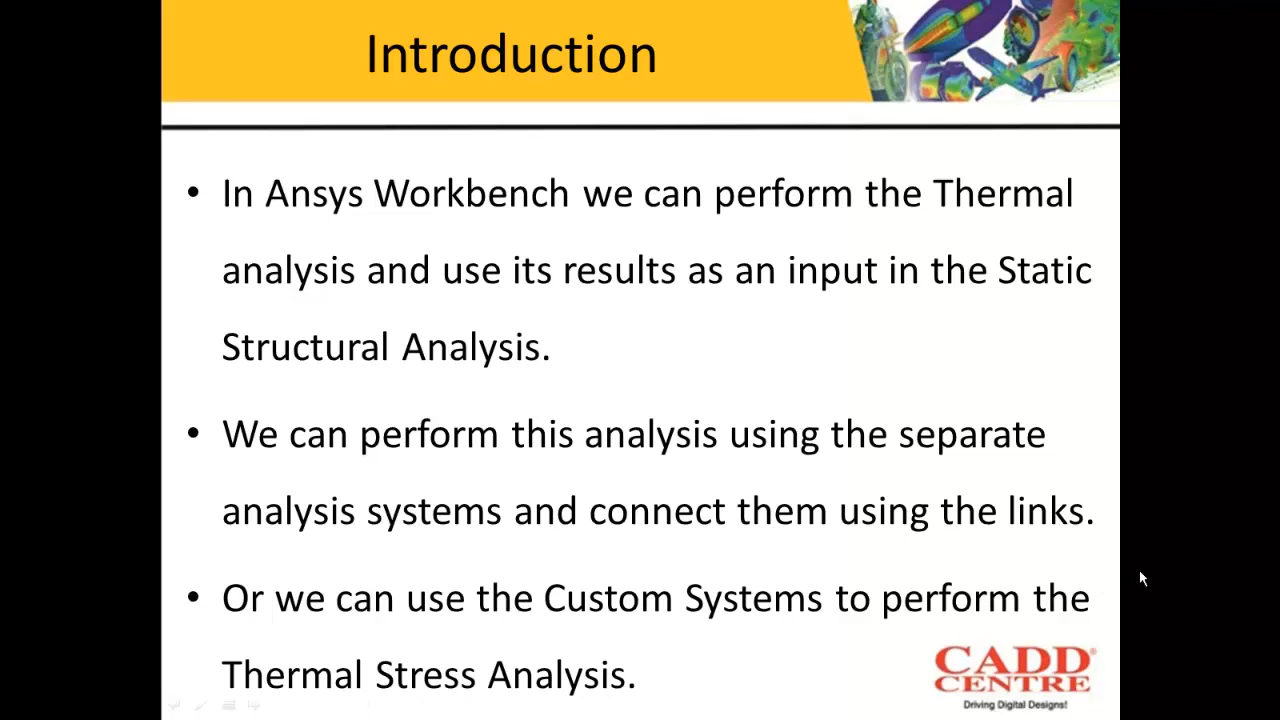 Introduction
• In Ansys Workbench we can perform the Thermal
analysis and use its results as an input in the Static
Structural Analysis.
• We can perform this analysis using the separate
analysis systems and connect them using the links.
• Or we can use the Custom Systems to perform the
Thermal Stress Analysis.
CADD®
CENTRE
Driving Digital Designs!